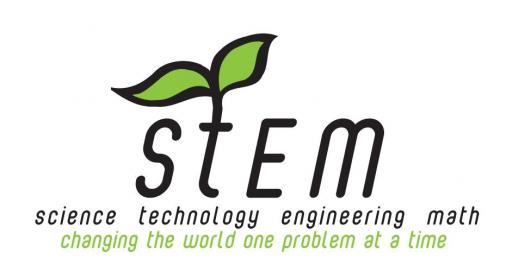 StEM
science technology engineering math
changing the world one problem at a time